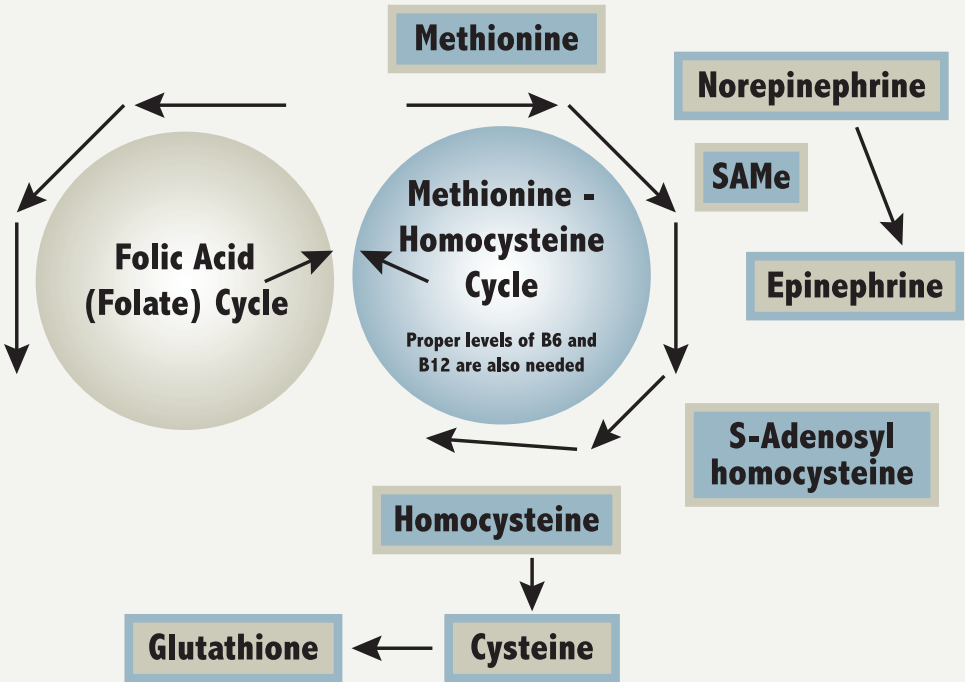 Methionine
Norepinephrine
SAMe
Epinephrine
Methionine -
Homocysteine
Cycle
Proper levels of B6 and
B12 are also needed
Folic Acid
(Folate) Cycle
S-Adenosyl
homocysteine
Homocysteine
Glutathione
Cysteine